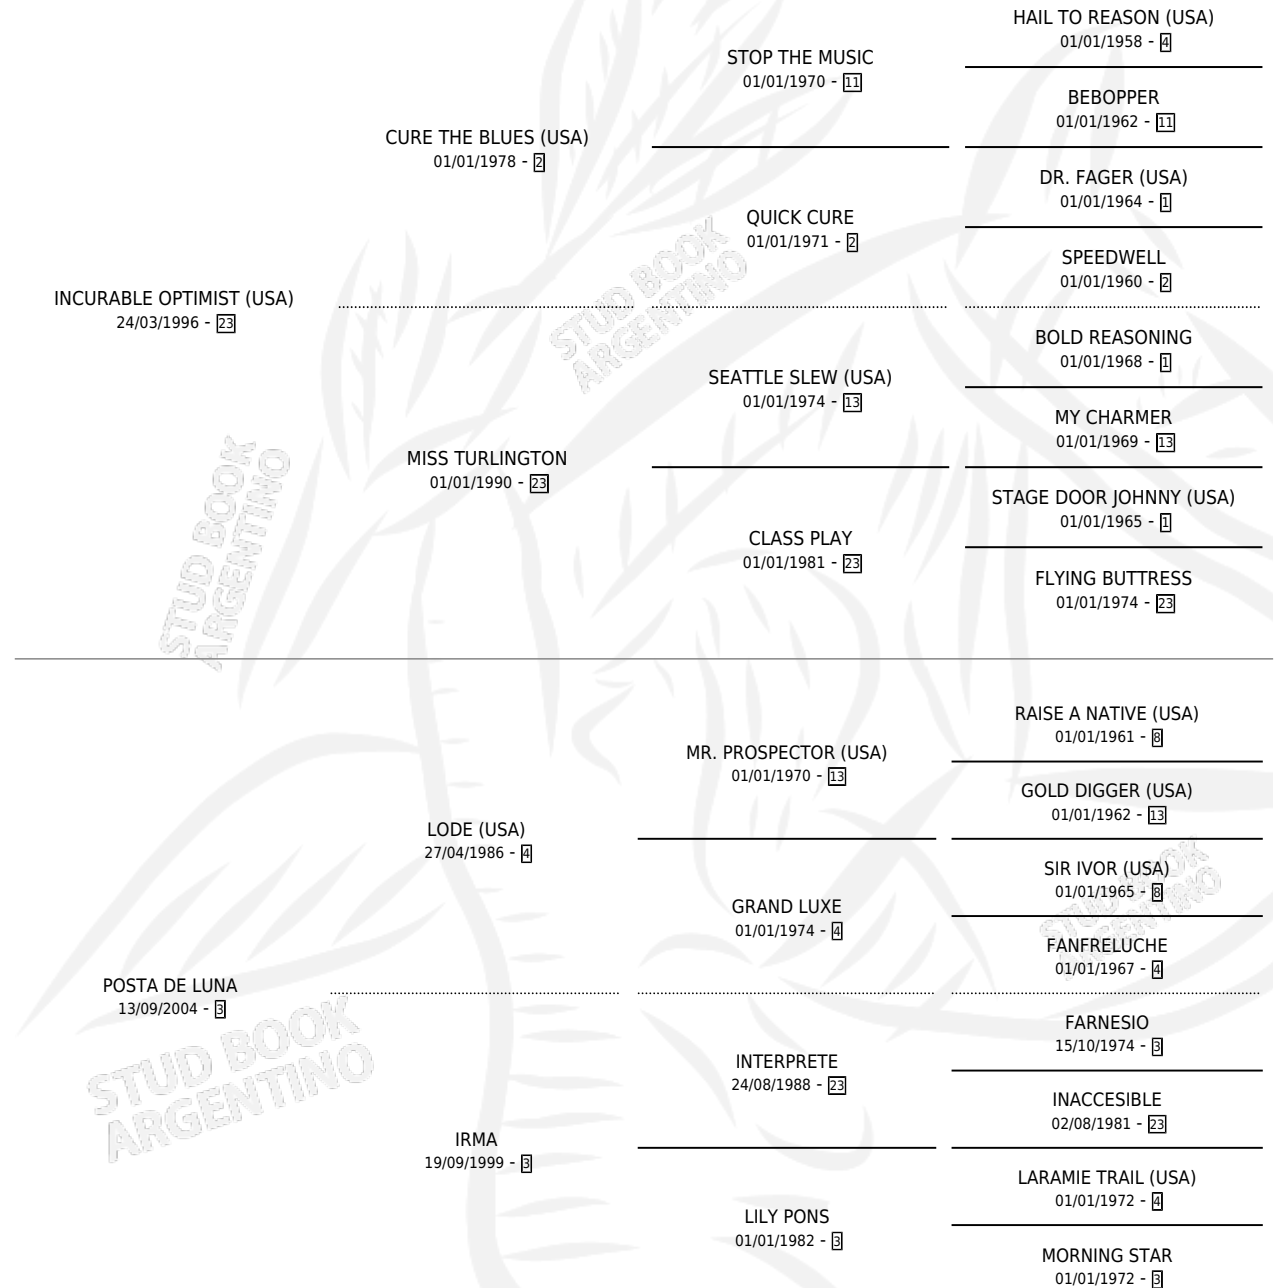 HAIL TO REASON (USA)
01/01/1958 - 4
STOP THE MUSIC
01/01/1970 - 11
BEBOPPER
01/01/1962 - 11
CURE THE BLUES (USA)
01/01/1978 - 2
DR. FAGER (USA)
01/01/1964 - 1
QUICK CURE
01/01/1971 - 2
SPEEDWELL
01/01/1960 - 2
INCURABLE OPTIMIST (USA)
24/03/1996 - 23
STUD BOOK
ARGENTINO
BOLD REASONING
01/01/1968 - 1
SEATTLE SLEW (USA)
01/01/1974 - 13
MY CHARMER
01/01/1969 - 13
MISS TURLINGTON
01/01/1990 - 23
STAGE DOOR JOHNNY (USA)
01/01/1965 - 1
CLASS PLAY
01/01/1981 - 23
FLYING BUTTRESS
01/01/1974 - 23
STUD BOOK
ARGENTINO
RAISE A NATIVE (USA)
01/01/1961 - 8
MR. PROSPECTOR (USA)
01/01/1970 - 13
GOLD DIGGER (USA)
01/01/1962 - 13
LODE (USA)
27/04/1986 - 4
SIR IVOR (USA)
01/01/1965 - 8
GRAND LUXE
01/01/1974 - 4
FANFRELUCHE
01/01/1967 - 4
STUD BOOK
ARGENTINO
POSTA DE LUNA
13/09/2004 - 3
FARNESIO
15/10/1974 - 3
INTERPRETE
24/08/1988 - 23
INACCESIBLE
02/08/1981 - 23
STUD BOOK
ARGENTINO
IRMA
19/09/1999 - 3
LARAMIE TRAIL (USA)
01/01/1972 - 4
LILY PONS
01/01/1982 - 3
MORNING STAR
01/01/1972 - 3